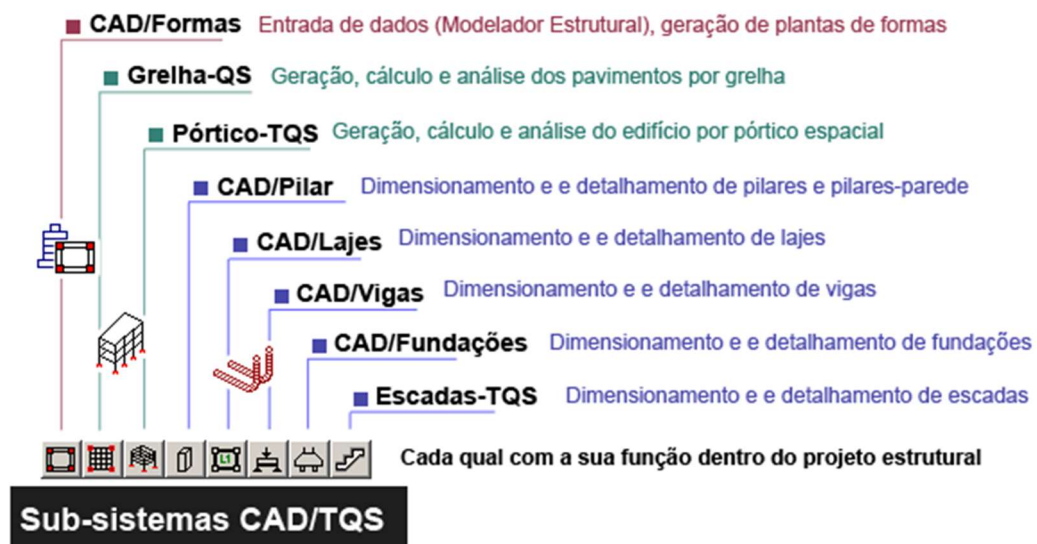 CAD/Formas Entrada de dados (Modelador Estrutural), geração de plantas de formas
Grelha-QS Geração, cálculo e análise dos pavimentos por grelha
Pórtico-TQS Geração, cálculo e análise do edifício por pórtico espacial
CAD/Pilar Dimensionamento e e detalhamento de pilares e pilares-parede
CAD/Lajes Dimensionamento e e detalhamento de lajes
CAD/Vigas Dimensionamento e e detalhamento de vigas
CAD/Fundações Dimensionamento e e detalhamento de fundações
Escadas-TQS Dimensionamento e e detalhamento de escadas
L1 Cada qual com a sua função dentro do projeto estrutural
Sub-sistemas CAD/TQS